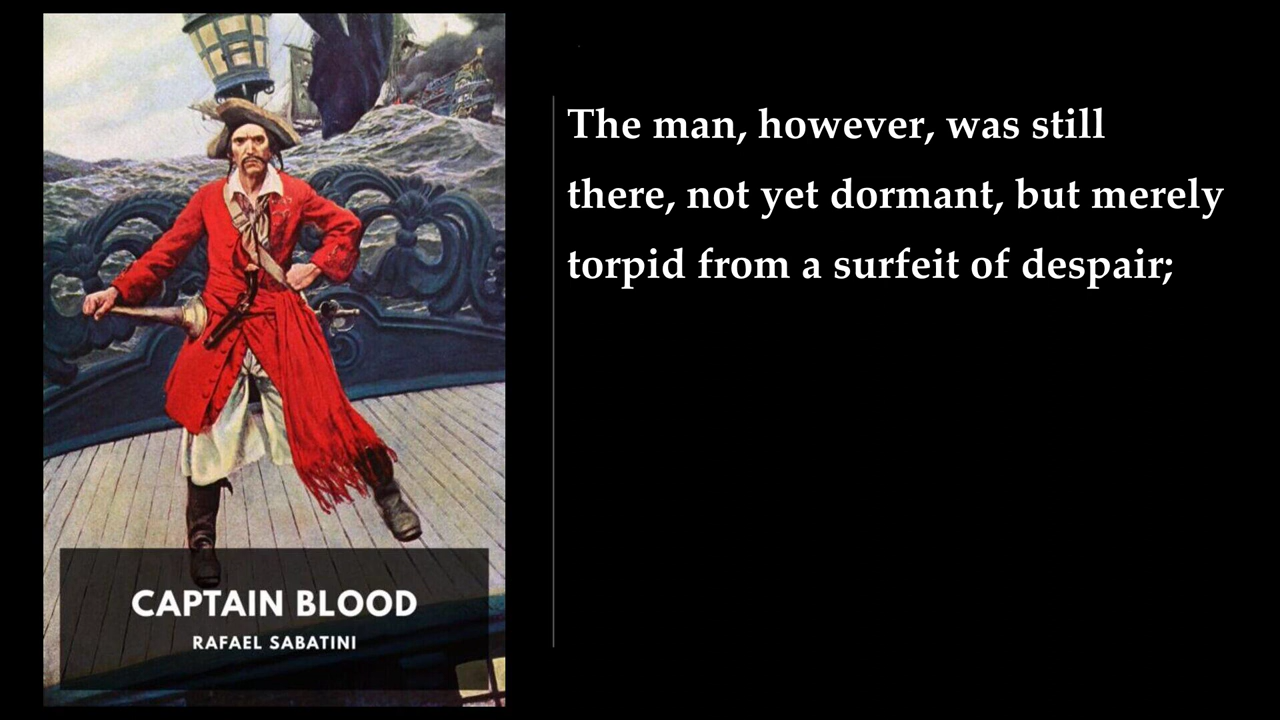 CAPTAIN BLOOD
RAFAEL SABATINI
The man, however, was still
there, not yet dormant, but merely
torpid from a surfeit of despair;